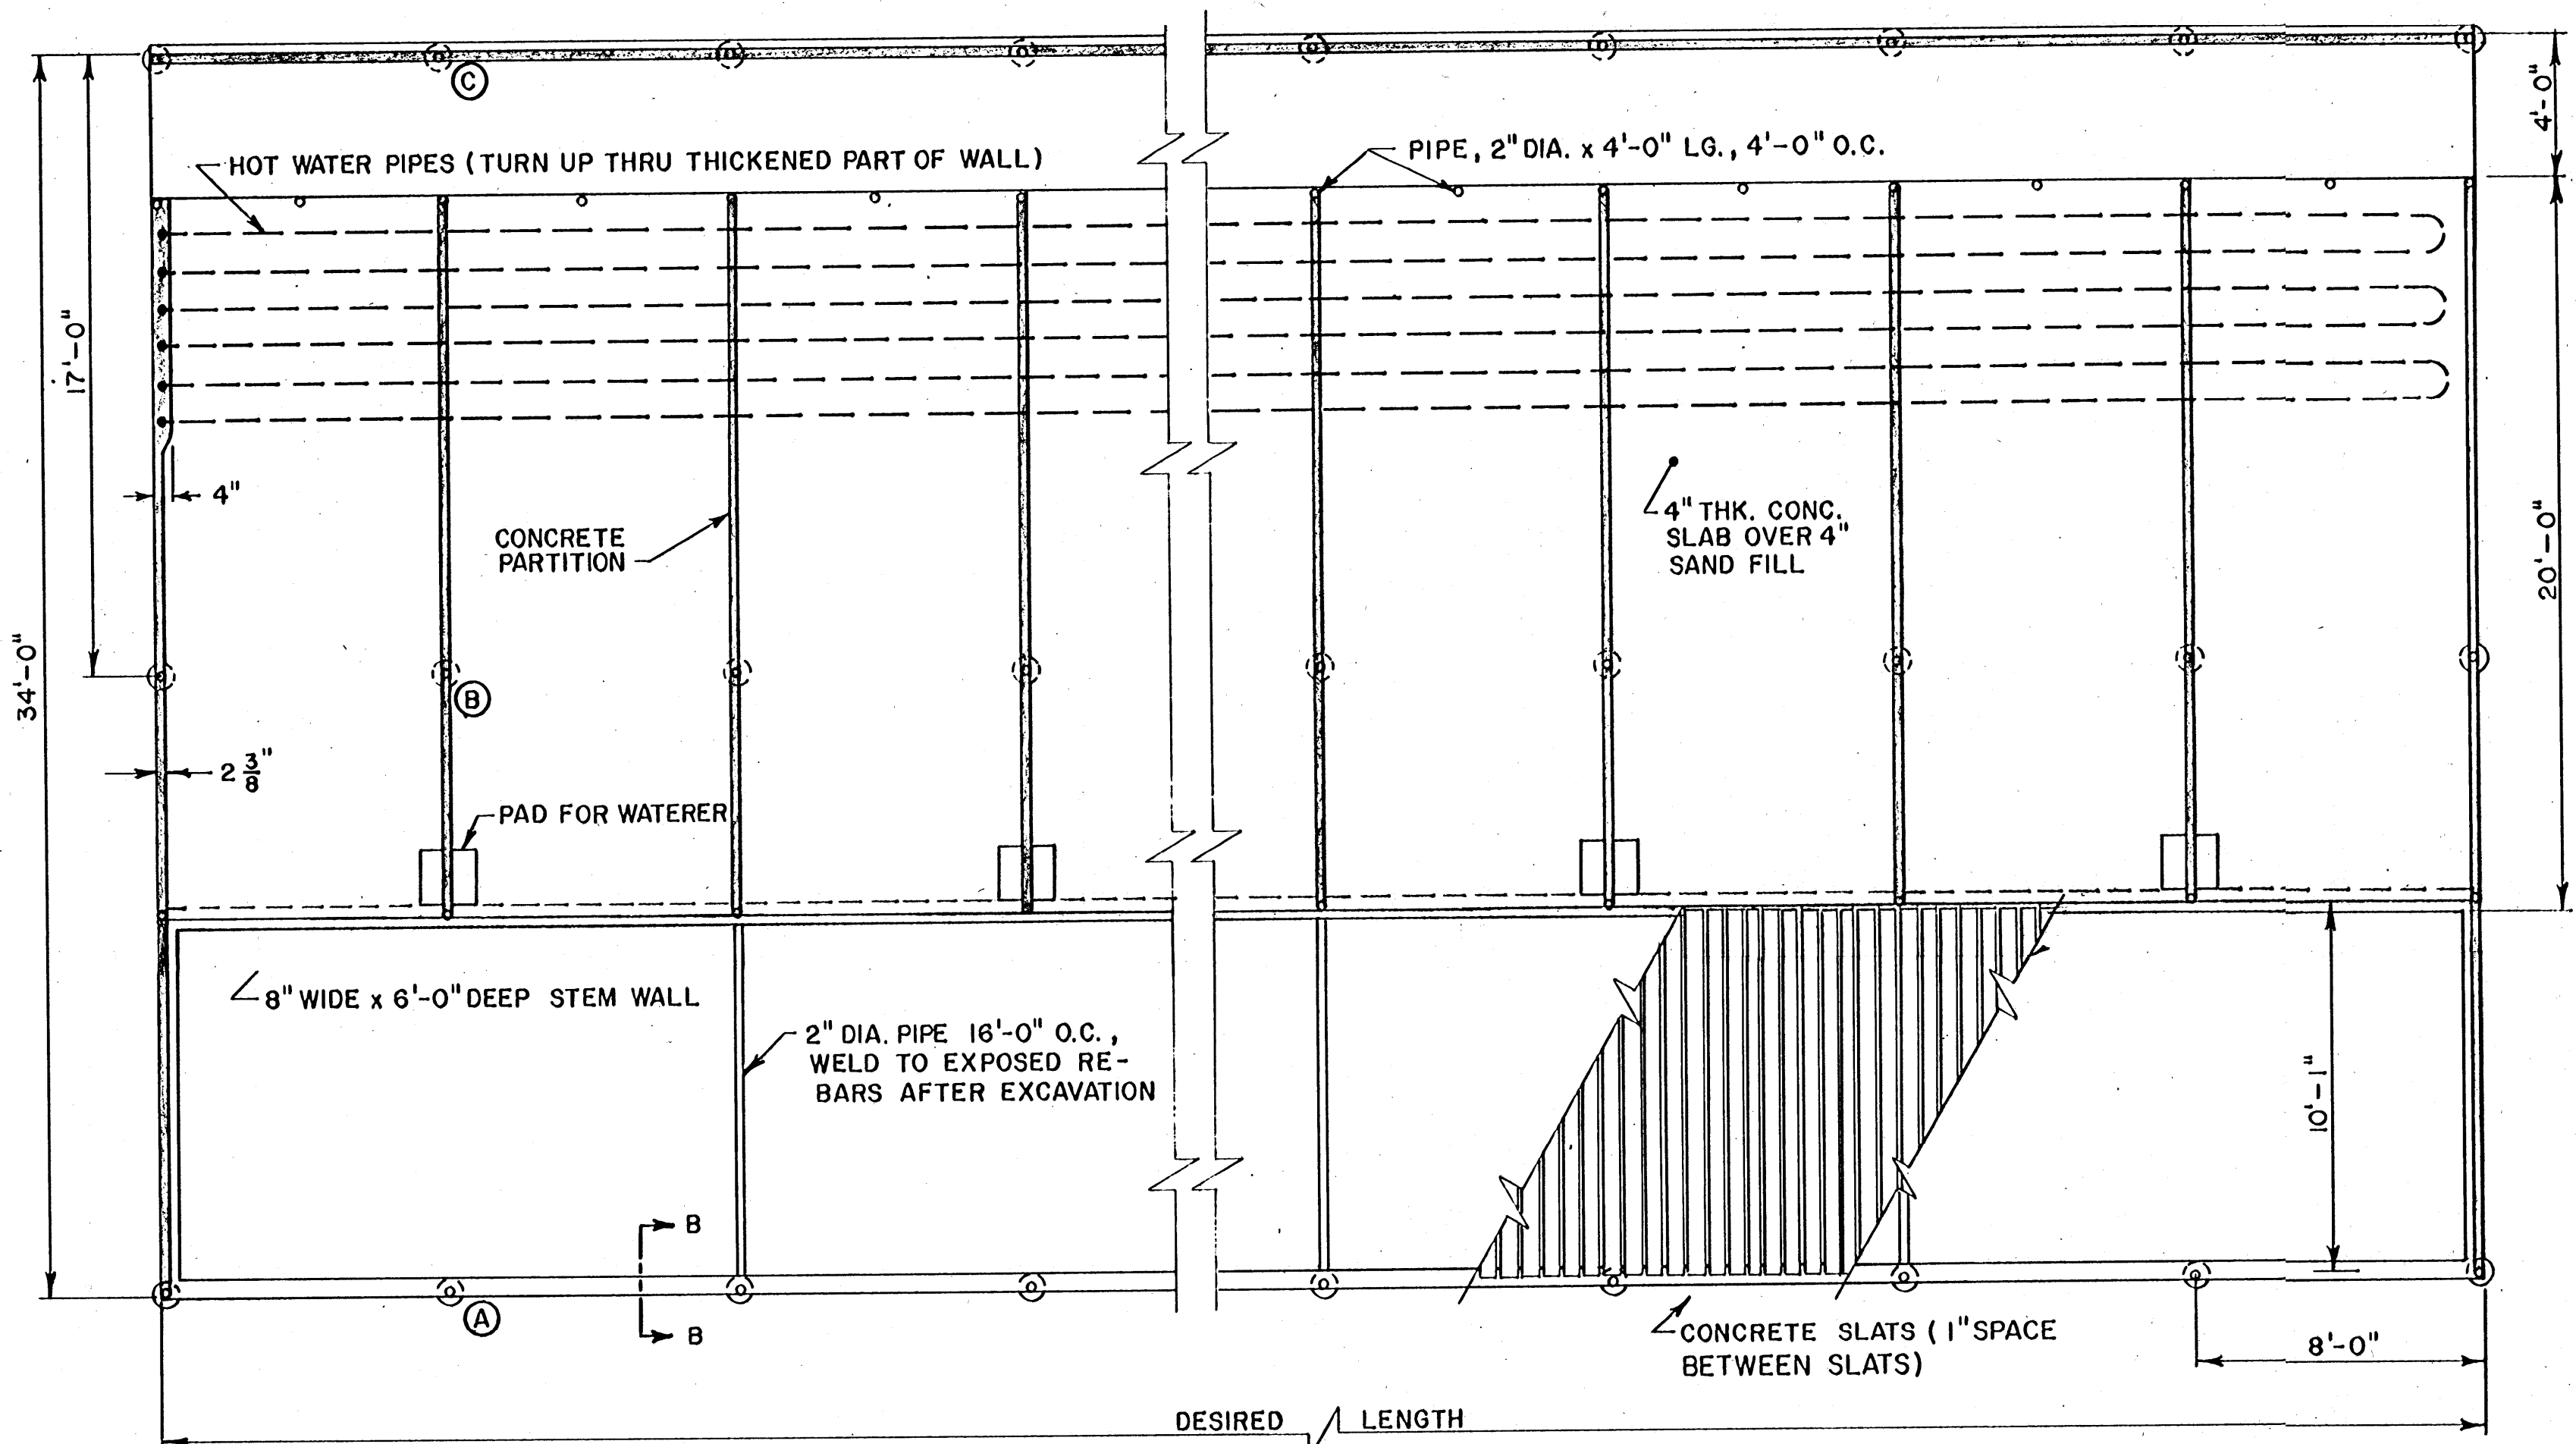 C
4'-0"
HOT WATER PIPES (TURN UP THRU THICKENED PART OF WALL)
PIPE, 2" DIA. x 4'-0" LG., 4'-0" O.C.
17'-0"
4"
CONCRETE
PARTITION
4" THK. CONC.
SLAB OVER 4"
SAND FILL
20'-0"
34'-0"
B
2 3/8"
PAD FOR WATERER
8" WIDE x 6'-0" DEEP STEM WALL
2" DIA. PIPE 16'-0" O.C.,
WELD TO EXPOSED RE-
BARS AFTER EXCAVATION
10'-1"
B
A
B
CONCRETE SLATS (1" SPACE
BETWEEN SLATS)
8'-0"
DESIRED LENGTH